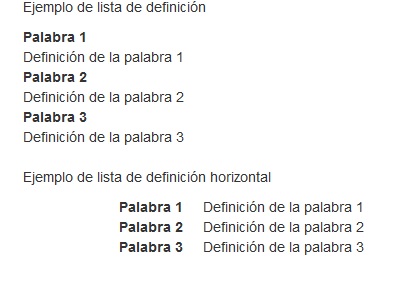 Ejemplo de lista de definición
Palabra 1
Definición de la palabra 1
Palabra 2
Definición de la palabra 2
Palabra 3
Definición de la palabra 3
Ejemplo de lista de definición horizontal
Palabra 1 Definición de la palabra 1
Palabra 2 Definición de la palabra 2
Palabra 3 Definición de la palabra 3